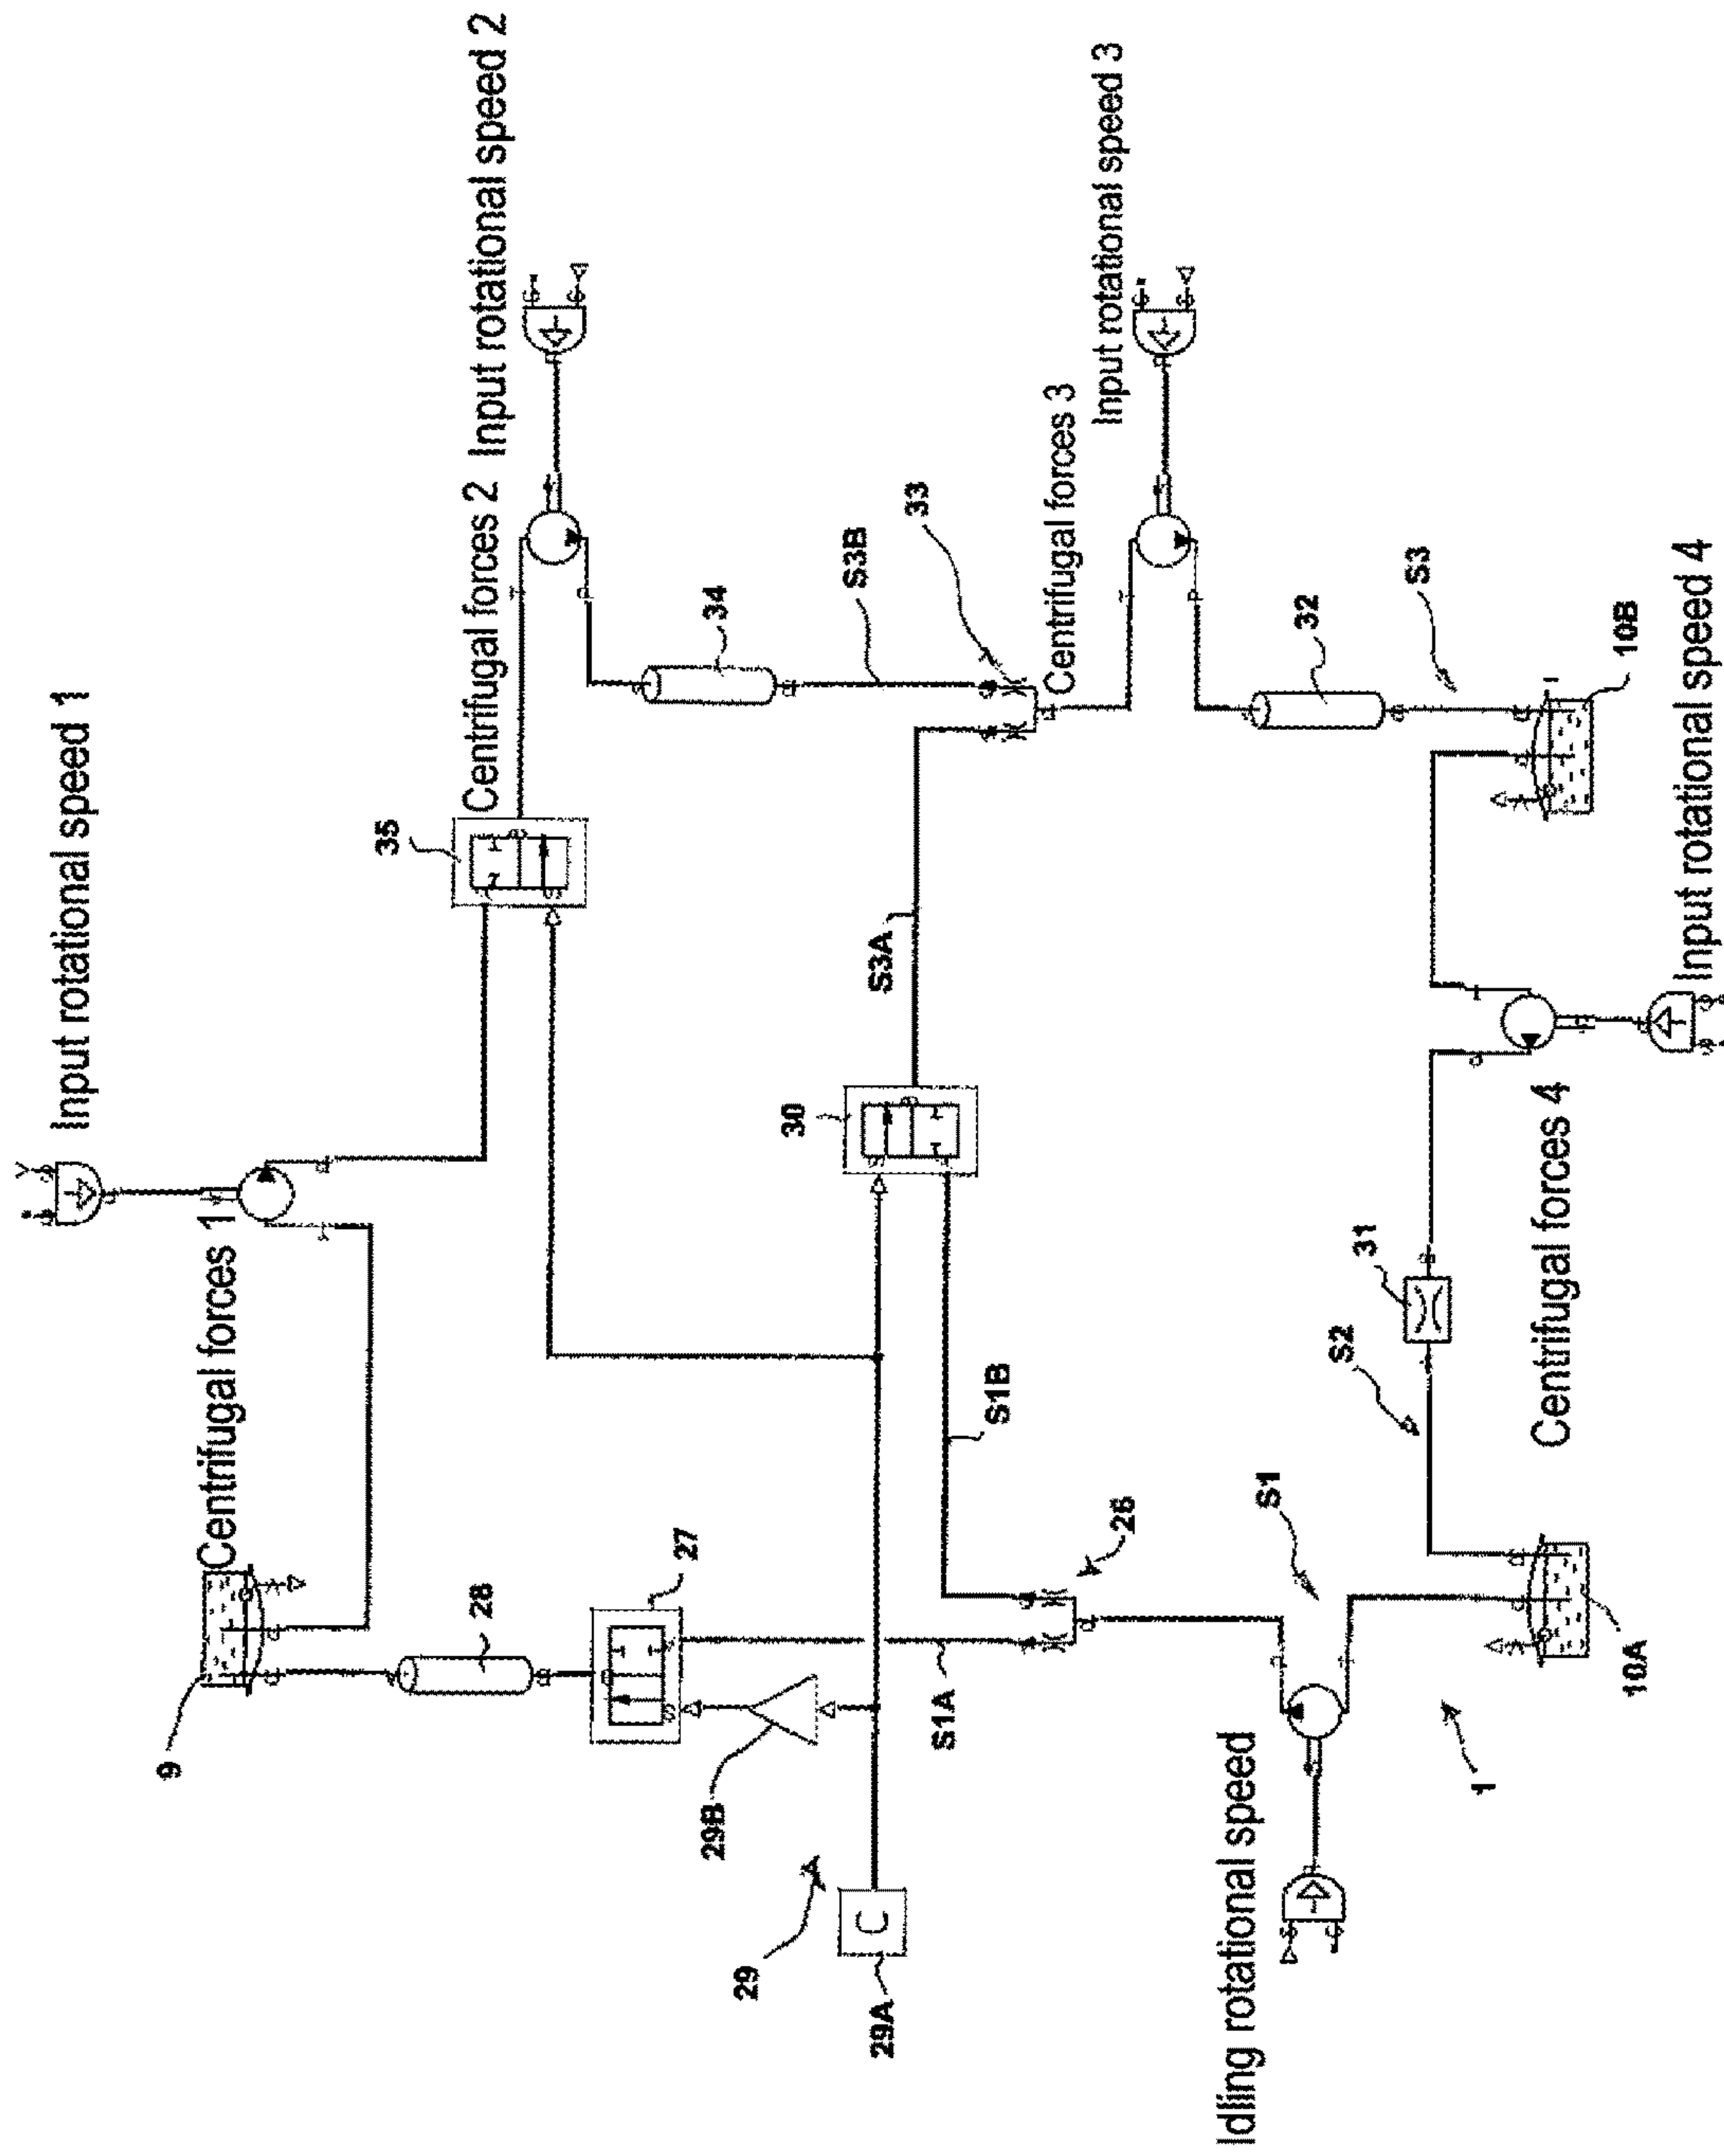 Input rotational speed 1
Centrifugal forces 1
Input rotational speed 2
Centrifugal forces 2
Input rotational speed 3
Centrifugal forces 3
Input rotational speed 4
Centrifugal forces 4
Idling rotational speed
9
28
27
29B
29
29A
C
S1A
S1B
26
S1
1
10A
S2
31
30
S3A
35
34
S3B
33
32
S3
10B